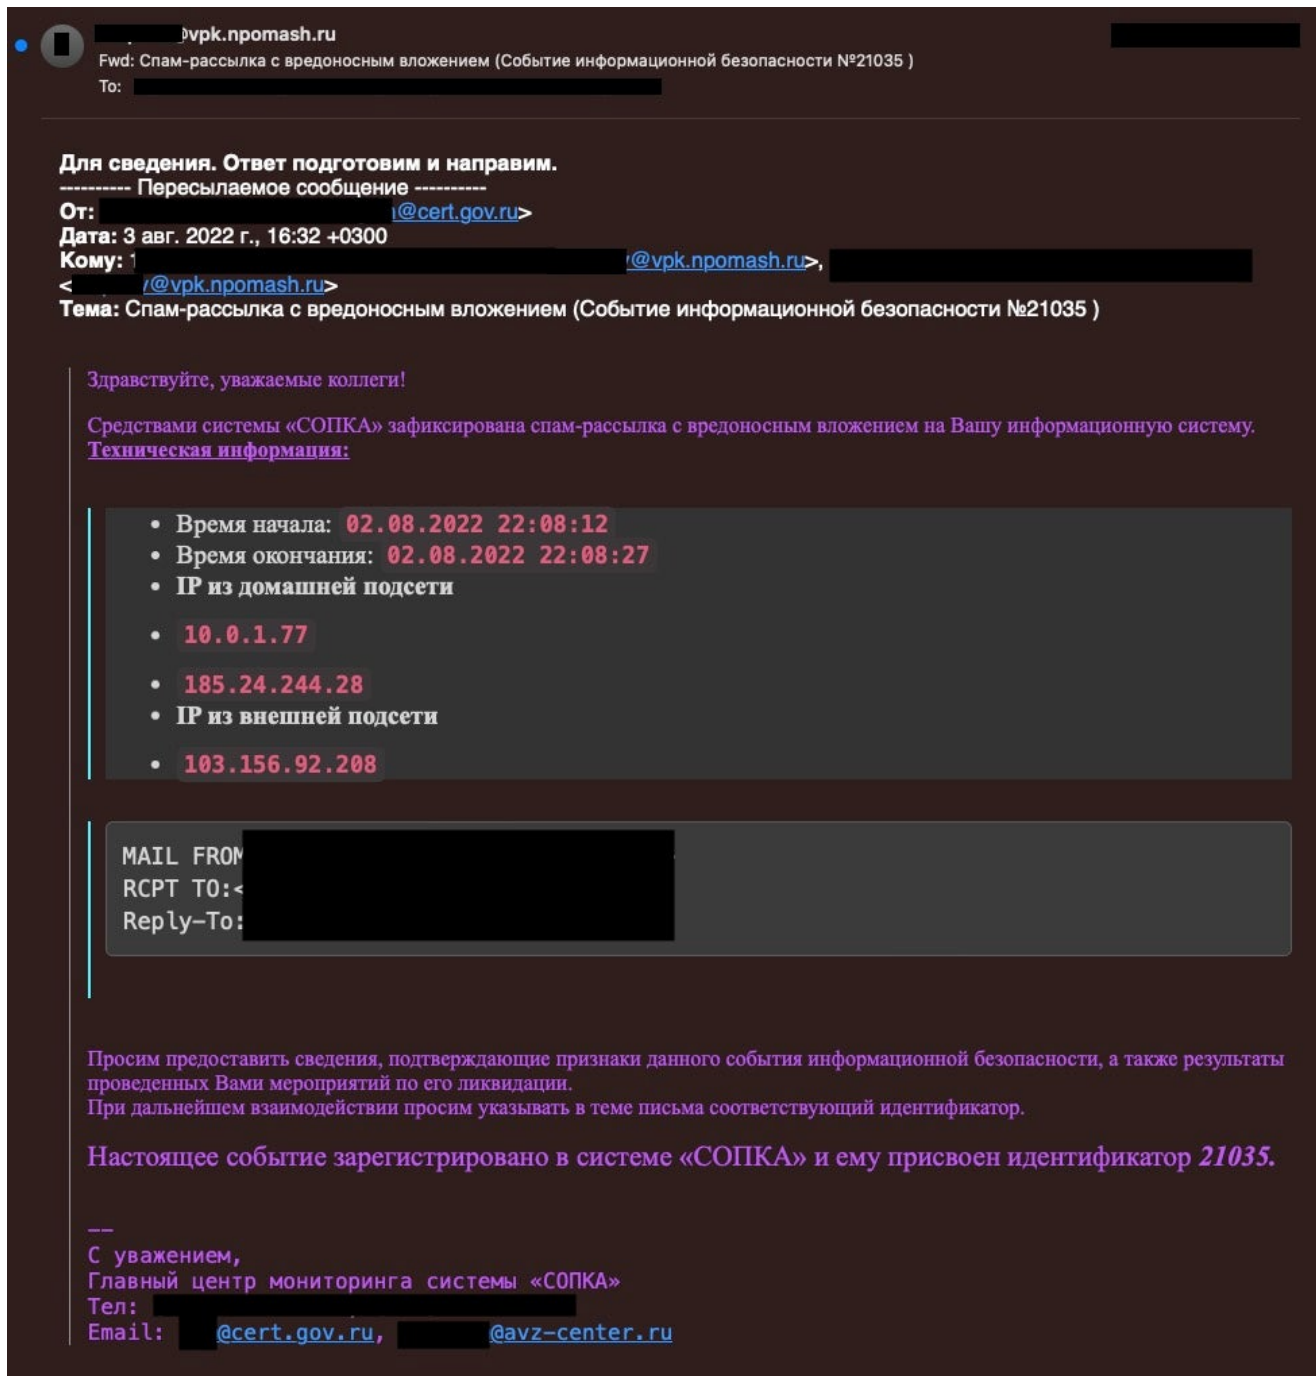 @vpk.npomash.ru
Fwd: Спам-рассылка с вредоносным вложением (Событие информационной безопасности №21035 )
To:
Для сведения. Ответ подготовим и направим.
---------- Пересылаемое сообщение ----------
От: @cert.gov.ru>
Дата: 3 авг. 2022 г., 16:32 +0300
Кому: @vpk.npomash.ru>,
< @vpk.npomash.ru>
Тема: Спам-рассылка с вредоносным вложением (Событие информационной безопасности №21035 )
Здравствуйте, уважаемые коллеги!
Средствами системы «СОПКА» зафиксирована спам-рассылка с вредоносным вложением на Вашу информационную систему.
Техническая информация:
• Время начала: 02.08.2022 22:08:12
• Время окончания: 02.08.2022 22:08:27
• IP из домашней подсети
• 10.0.1.77
• 185.24.244.28
• IP из внешней подсети
• 103.156.92.208
MAIL FROM
RCPT TO:<
Reply-To:
Просим предоставить сведения, подтверждающие признаки данного события информационной безопасности, а также результаты
проведенных Вами мероприятий по его ликвидации.
При дальнейшем взаимодействии просим указывать в теме письма соответствующий идентификатор.
Настоящее событие зарегистрировано в системе «СОПКА» и ему присвоен идентификатор 21035.
--
С уважением,
Главный центр мониторинга системы «СОПКА»
Тел:
Email: @cert.gov.ru, @avz-center.ru